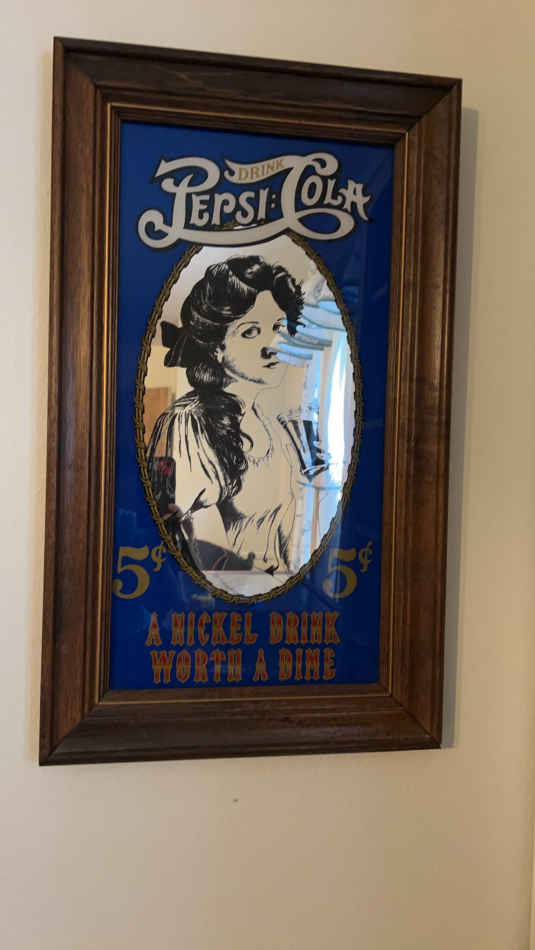 DRINK
PEPSI:COLA
5¢ 5¢
A NICKEL DRINK
WORTH A DIME